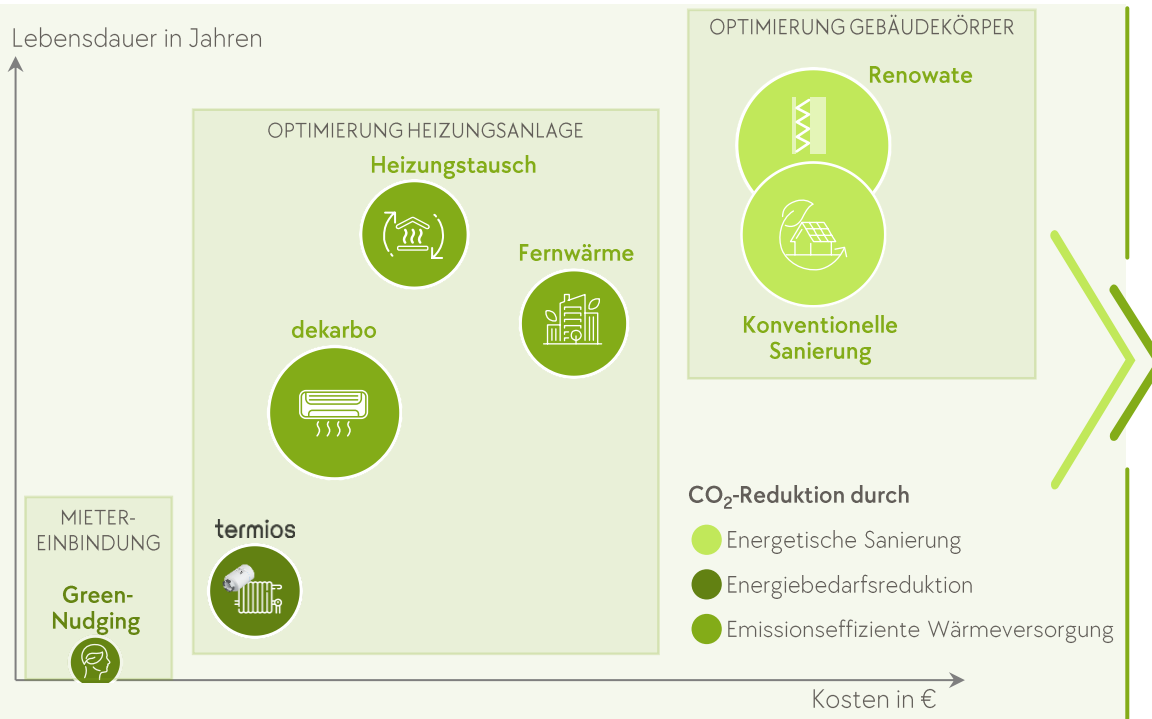 Lebensdauer in Jahren
OPTIMIERUNG GEBÄUDEKÖRPER
Renowate
Konventionelle
Sanierung
OPTIMIERUNG HEIZUNGSANLAGE
Heizungstausch
Fernwärme
dekarbo
termios
MIETER-
EINBINDUNG
Green-
Nudging
CO₂-Reduktion durch
Energetische Sanierung
Energiebedarfsreduktion
Emissionseffiziente Wärmeversorgung
Kosten in €